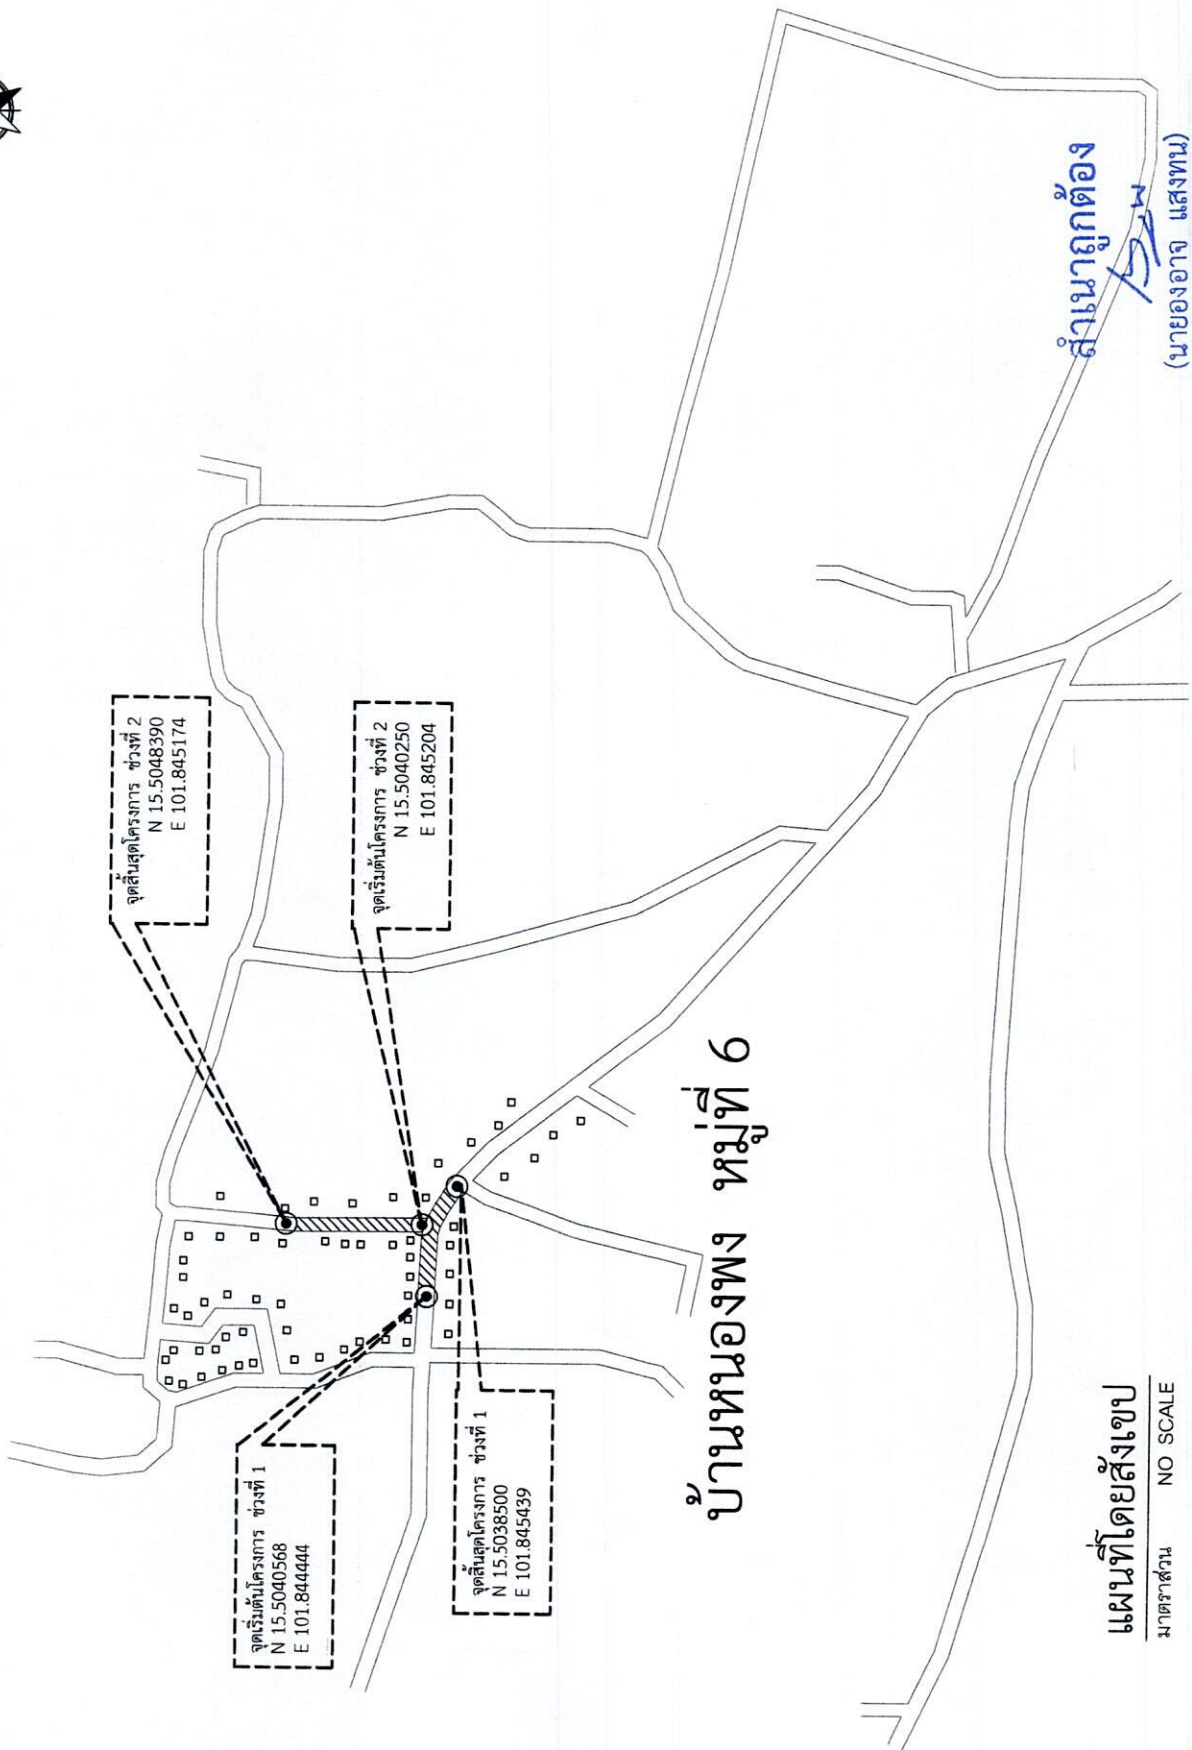 จุดสิ้นสุดโครงการ ช่วงที่ 2
N 15.5048390
E 101.845174
จุดเริ่มต้นโครงการ ช่วงที่ 2
N 15.5040250
E 101.845204
จุดเริ่มต้นโครงการ ช่วงที่ 1
N 15.5040568
E 101.844444
จุดสิ้นสุดโครงการ ช่วงที่ 1
N 15.5038500
E 101.845439
บ้านหนองพง หมู่ที่ 6
แผนที่โดยสังเขป
มาตราส่วน NO SCALE
สำเนาถูกต้อง
(นายองอาจ แสงทน)